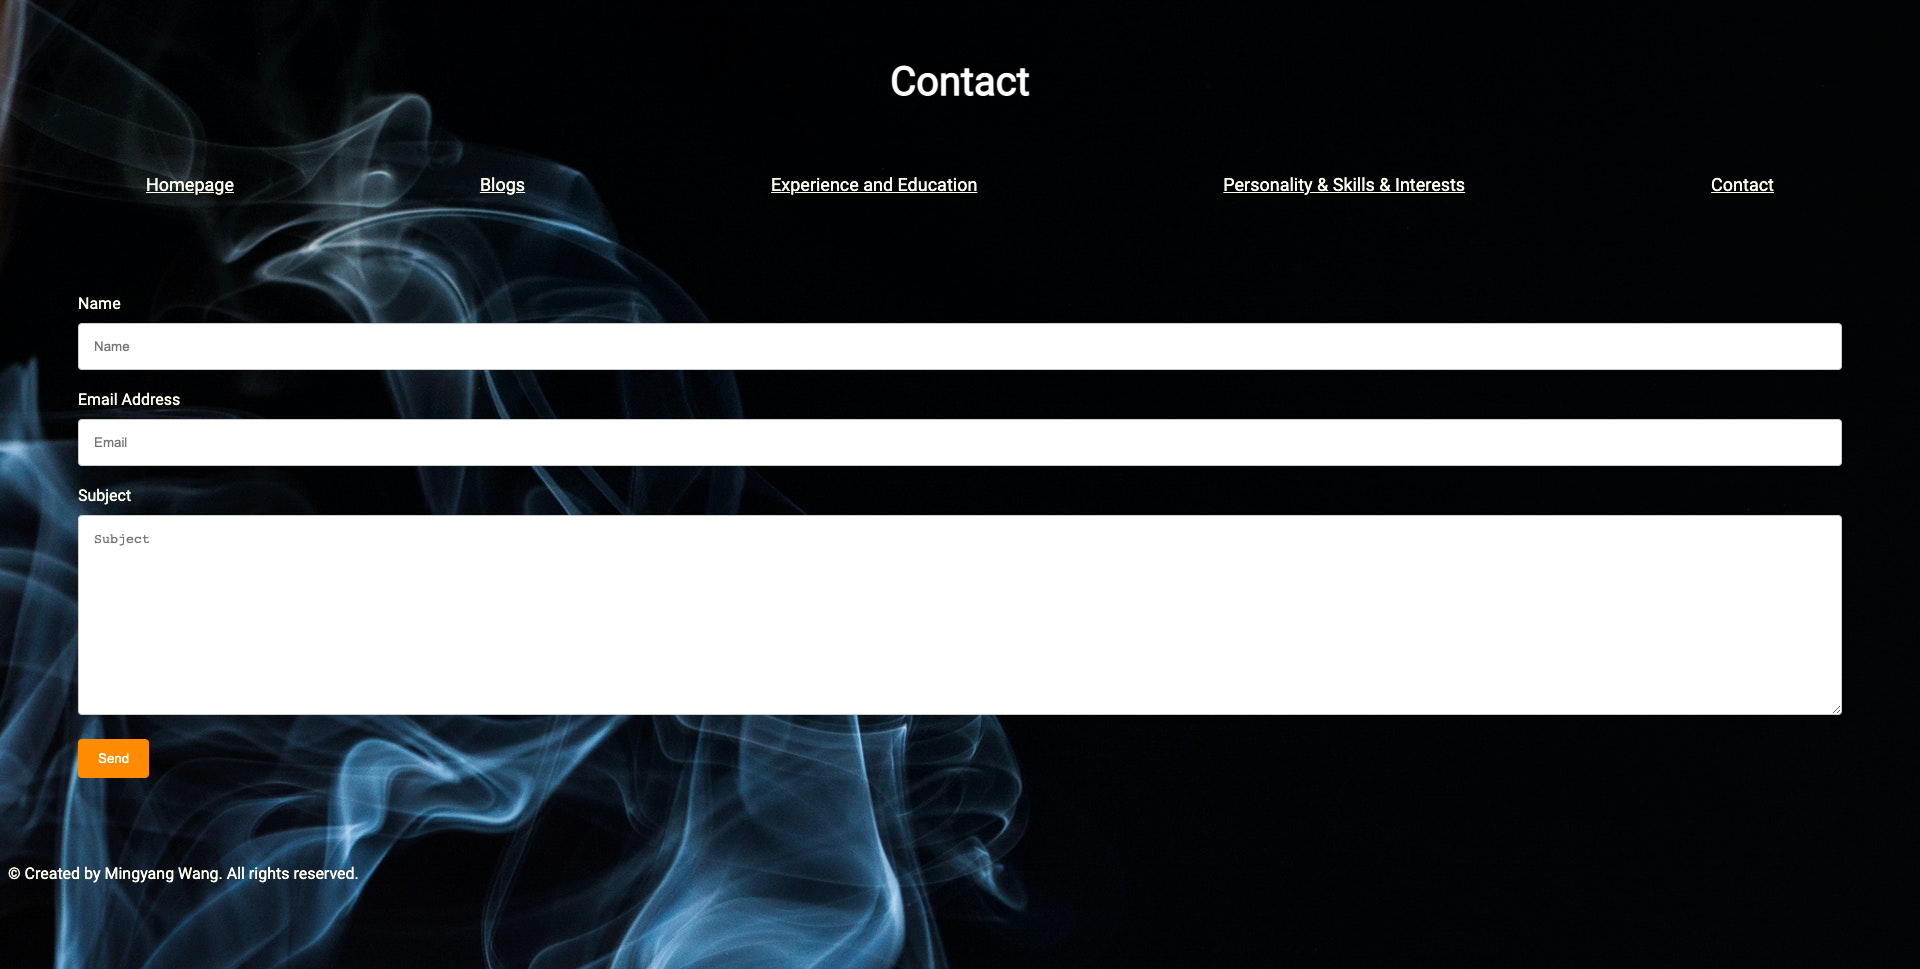 Contact
Homepage Blogs Experience and Education Personality & Skills & Interests Contact
Name
Name
Email Address
Email
Subject
Subject
Send
© Created by Mingyang Wang. All rights reserved.